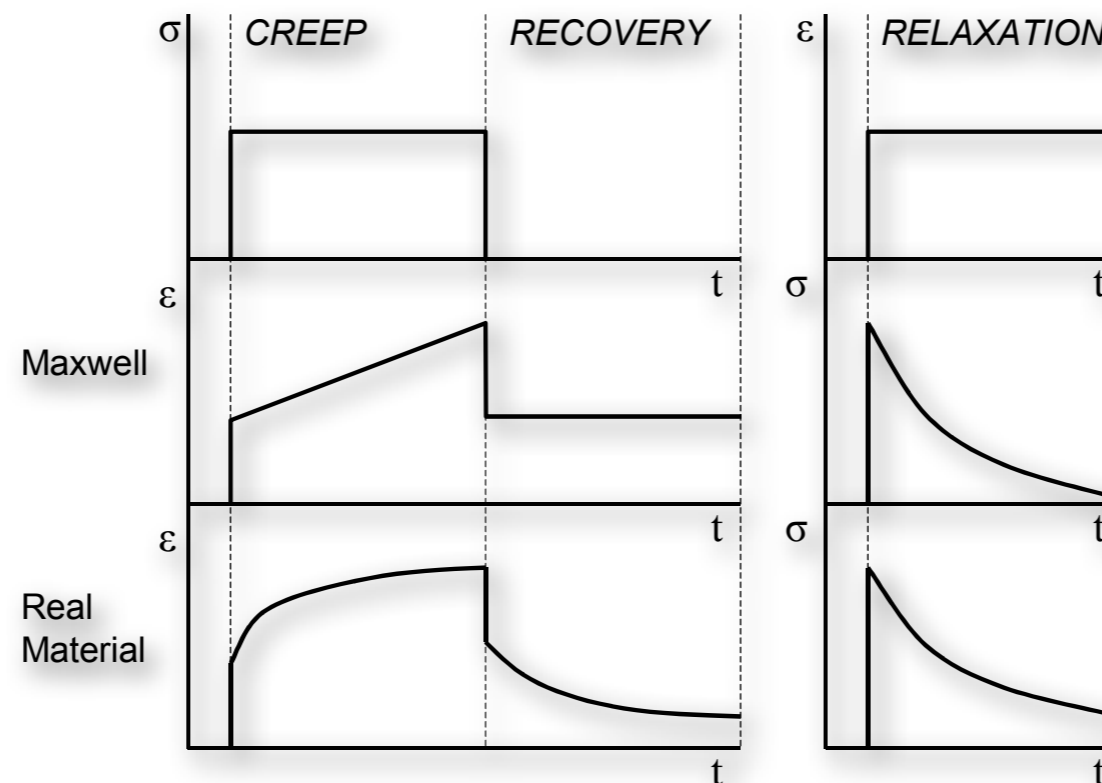 σ CREEP RECOVERY ε RELAXATION
t t
ε σ
Maxwell
t t
ε σ
Real
Material
t t